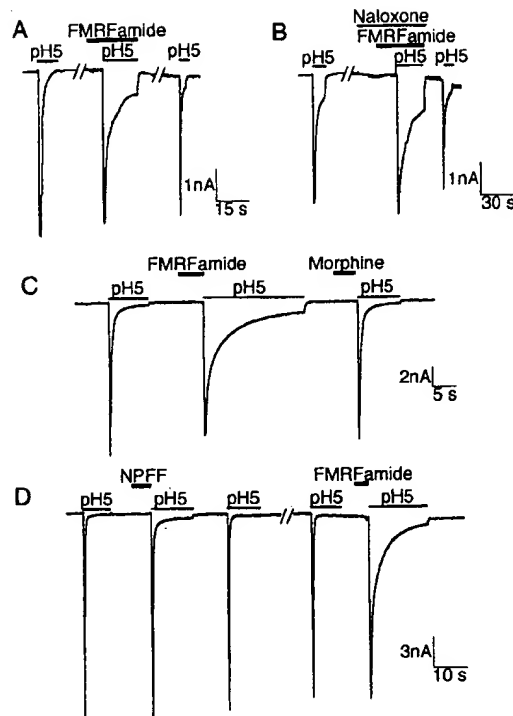 A
FMRFamide
pH5 pH5 pH5
1nA
15 s
B
Naloxone
FMRFamide
pH5 pH5 pH5
1nA
30 s
C
FMRFamide Morphine
pH5 pH5 pH5
2nA
5 s
D
NPFF FMRFamide
pH5 pH5 pH5 pH5 pH5
3nA
10 s